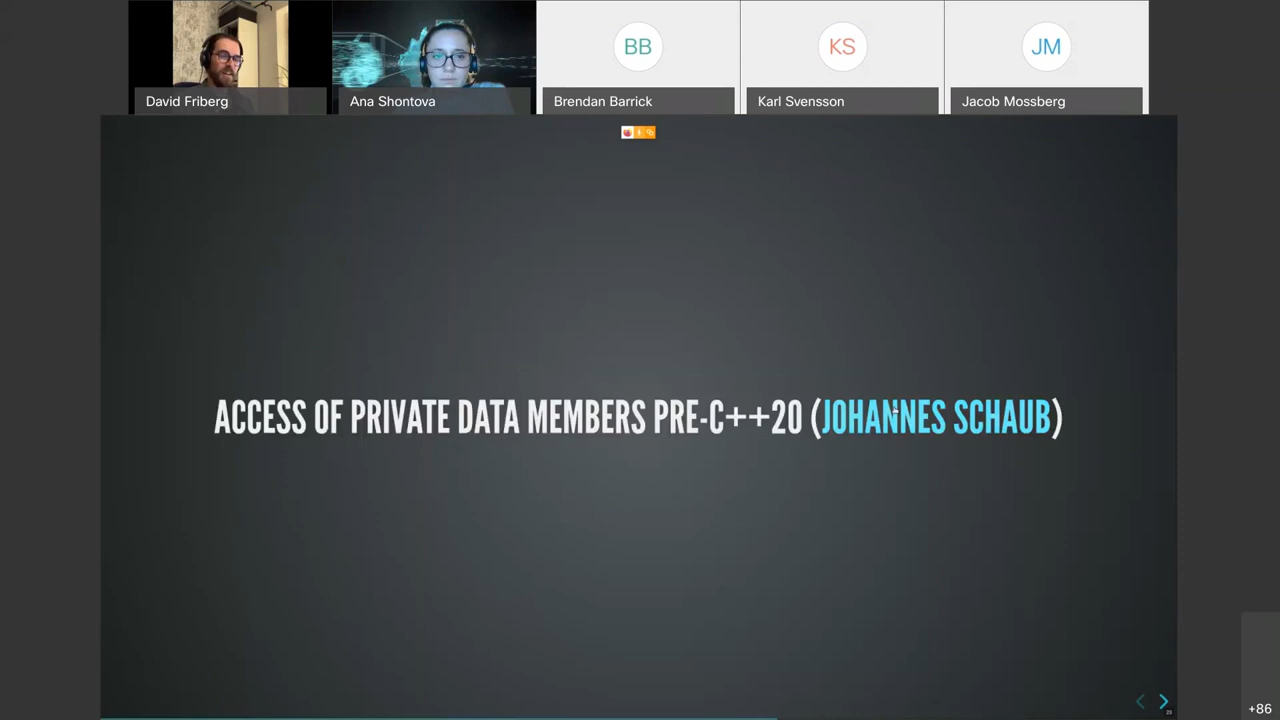 David Friberg
Ana Shontova
BB
Brendan Barrick
KS
Karl Svensson
JM
Jacob Mossberg
ACCESS OF PRIVATE DATA MEMBERS PRE-C++20 (JOHANNES SCHAUB)
+86